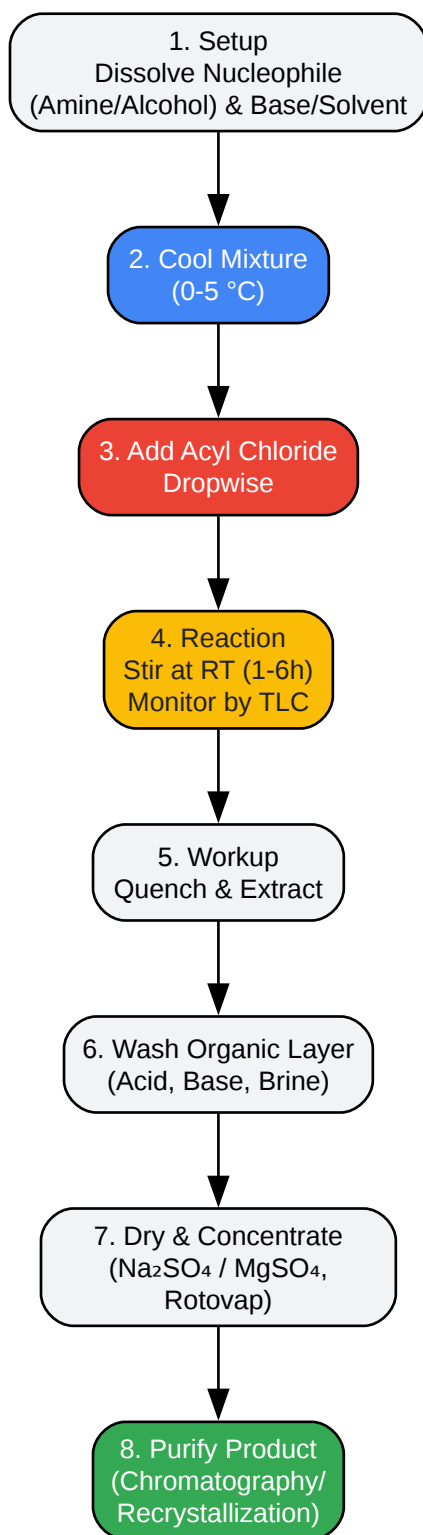 1. Setup
Dissolve Nucleophile
(Amine/Alcohol) & Base/Solvent
2. Cool Mixture
(0-5 °C)
3. Add Acyl Chloride
Dropwise
4. Reaction
Stir at RT (1-6h)
Monitor by TLC
5. Workup
Quench & Extract
6. Wash Organic Layer
(Acid, Base, Brine)
7. Dry & Concentrate
(Na₂SO₄ / MgSO₄,
Rotovap)
8. Purify Product
(Chromatography/
Recrystallization)